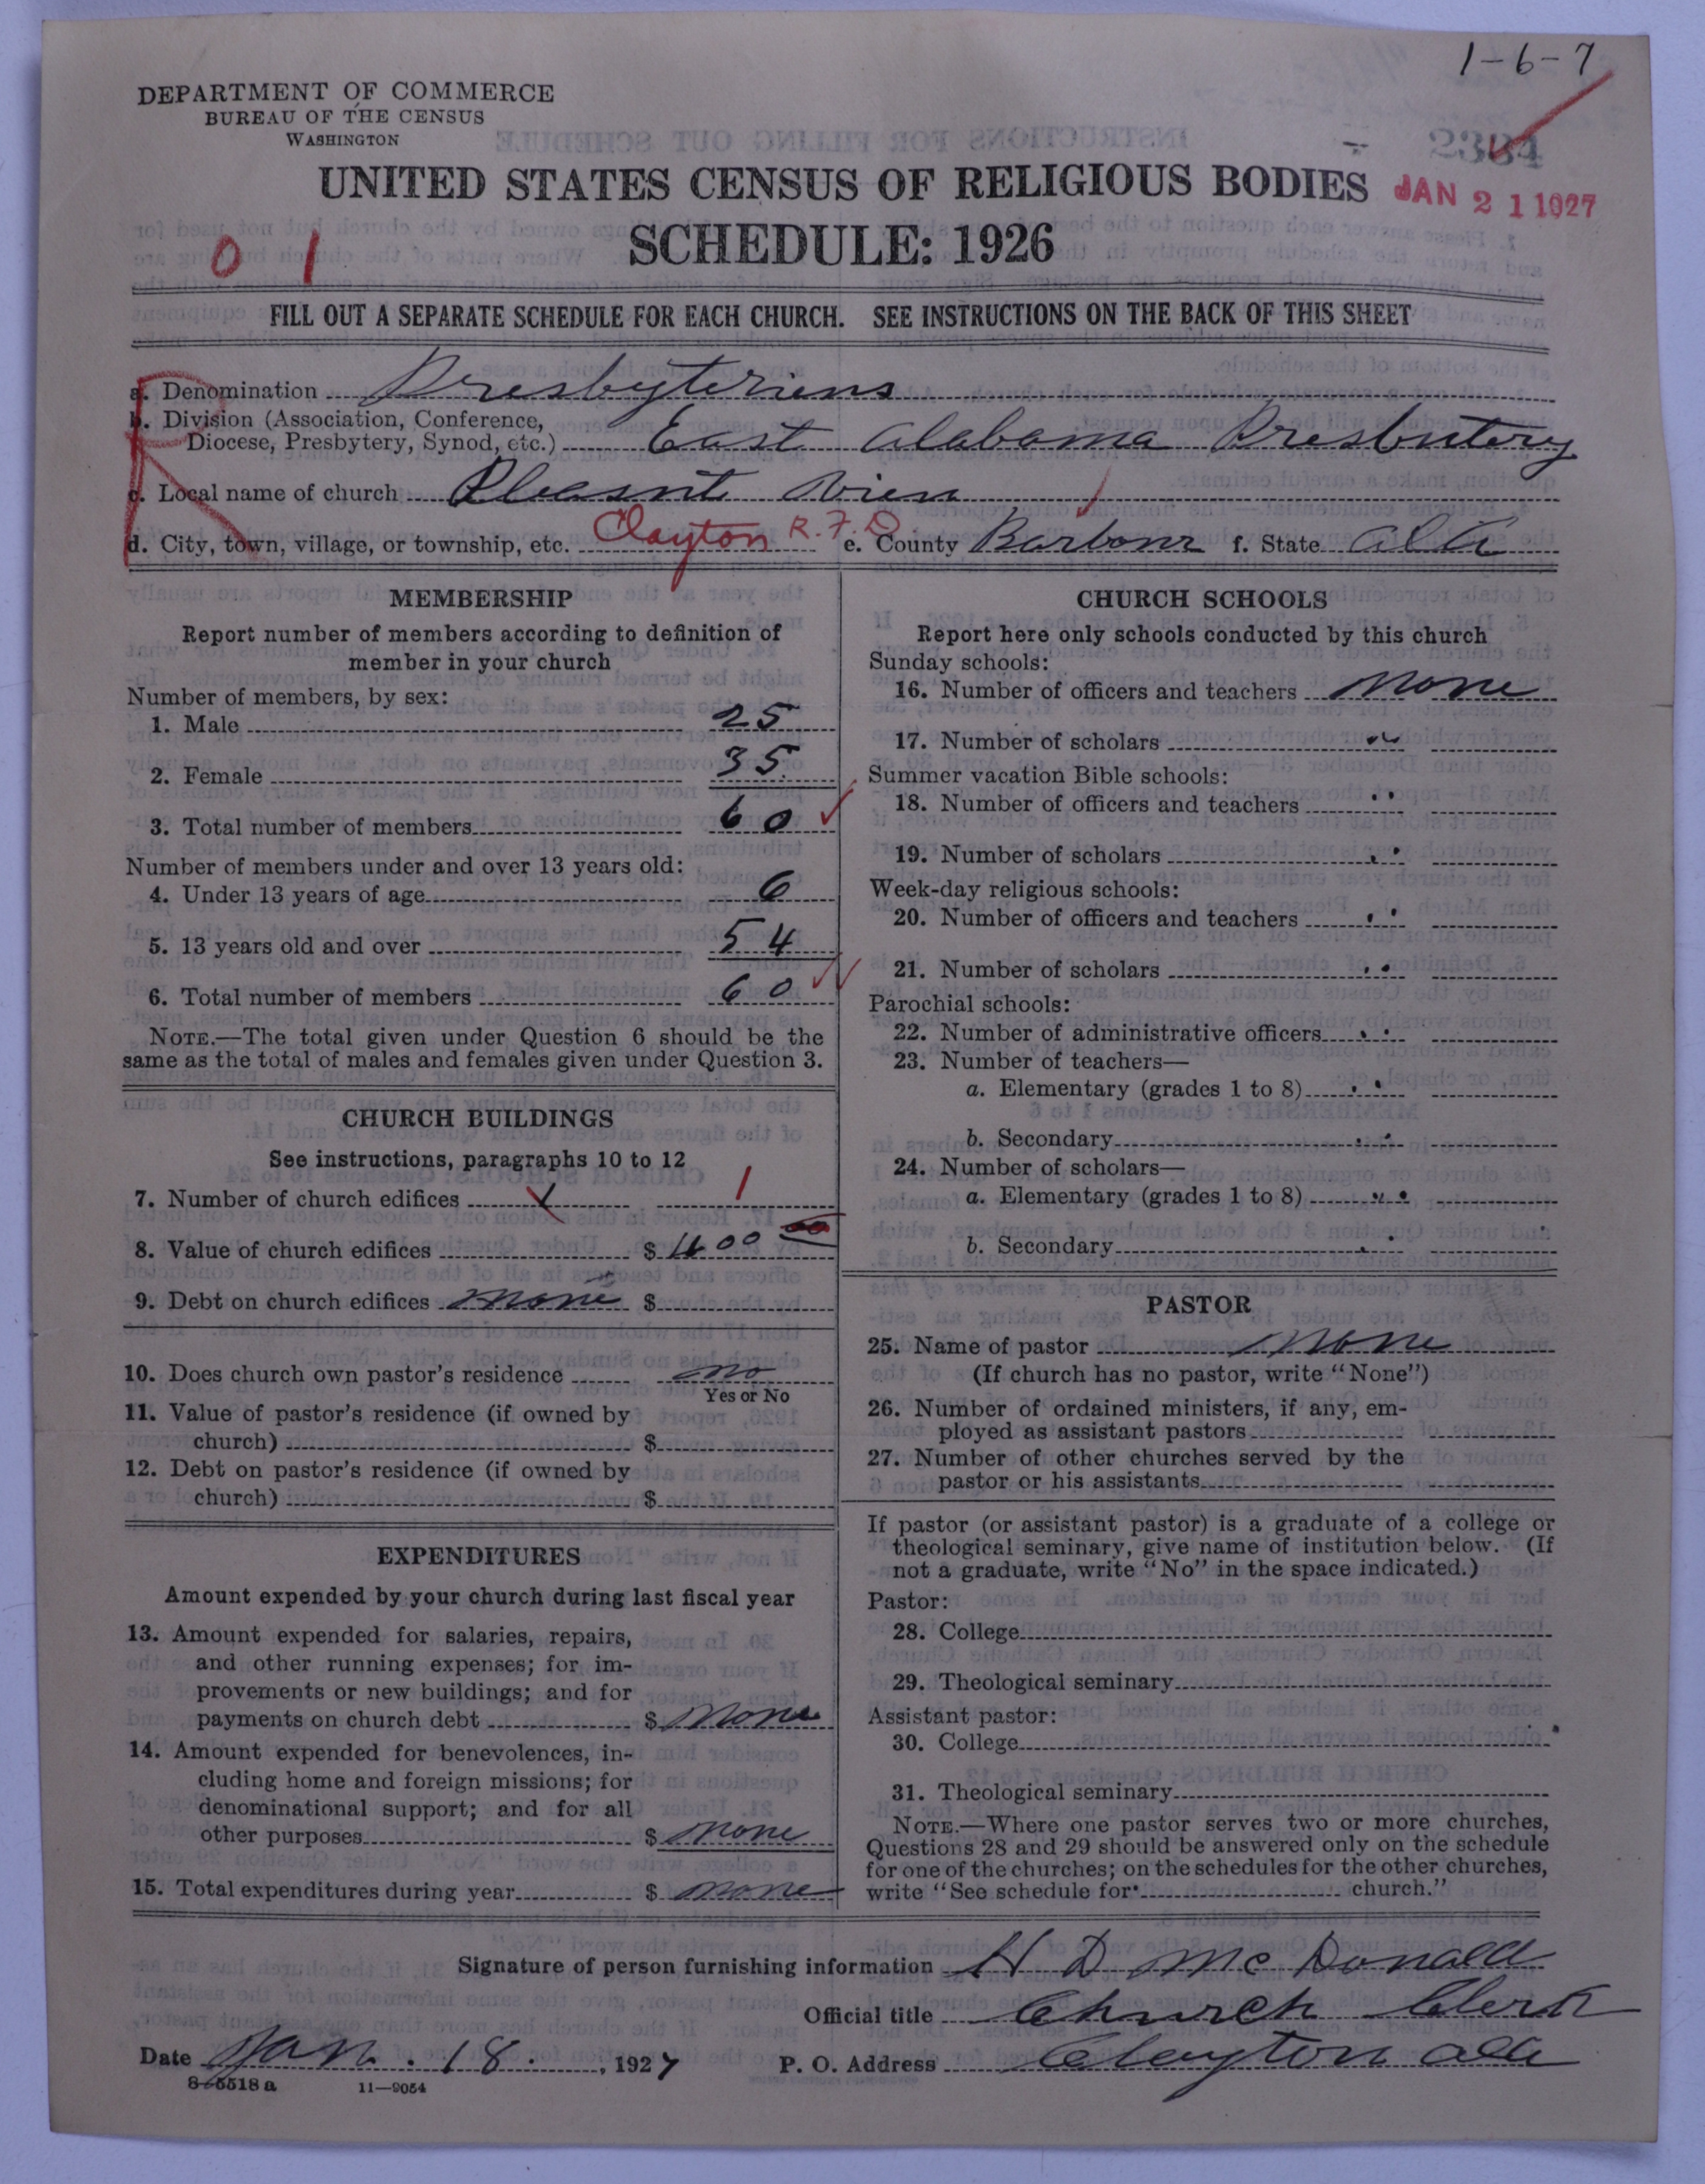 1-6-7
DEPARTMENT OF COMMERCE
BUREAU OF THE CENSUS
WASHINGTON
2384
UNITED STATES CENSUS OF RELIGIOUS BODIES
JAN 21 1927
SCHEDULE: 1926
0 1
FILL OUT A SEPARATE SCHEDULE FOR EACH CHURCH. SEE INSTRUCTIONS ON THE BACK OF THIS SHEET
R
a. Denomination Presbyteriens
b. Division (Association, Conference,
Diocese, Presbytery, Synod, etc.) East Alabama Presbutery
c. Local name of church Pleasnt View
d. City, town, village, or township, etc. Clayton R.F.D e. County Barbour f. State Ala
MEMBERSHIP
Report number of members according to definition of
member in your church
Number of members, by sex:
1. Male 25
2. Female 35
3. Total number of members 60
Number of members under and over 13 years old:
4. Under 13 years of age 6
5. 13 years old and over 54
6. Total number of members 60
NOTE.—The total given under Question 6 should be the
same as the total of males and females given under Question 3.
CHURCH BUILDINGS
See instructions, paragraphs 10 to 12
7. Number of church edifices 1
8. Value of church edifices $
9. Debt on church edifices none $
10. Does church own pastor's residence no
Yes or No
11. Value of pastor's residence (if owned by
church) $
12. Debt on pastor's residence (if owned by
church) $
EXPENDITURES
Amount expended by your church during last fiscal year
13. Amount expended for salaries, repairs,
and other running expenses; for im-
provements or new buildings; and for
payments on church debt $ None
14. Amount expended for benevolences, in-
cluding home and foreign missions; for
denominational support; and for all
other purposes $ none
15. Total expenditures during year $ none
CHURCH SCHOOLS
Report here only schools conducted by this church
Sunday schools:
16. Number of officers and teachers None
17. Number of scholars "
Summer vacation Bible schools:
18. Number of officers and teachers "
19. Number of scholars "
Week-day religious schools:
20. Number of officers and teachers "
21. Number of scholars "
Parochial schools:
22. Number of administrative officers "
23. Number of teachers—
a. Elementary (grades 1 to 8) "
b. Secondary "
24. Number of scholars—
a. Elementary (grades 1 to 8) "
b. Secondary "
PASTOR
25. Name of pastor None
(If church has no pastor, write "None")
26. Number of ordained ministers, if any, em-
ployed as assistant pastors
27. Number of other churches served by the
pastor or his assistants
If pastor (or assistant pastor) is a graduate of a college or
theological seminary, give name of institution below. (If
not a graduate, write "No" in the space indicated.)
Pastor:
28. College
29. Theological seminary
Assistant pastor:
30. College
31. Theological seminary
NOTE.—Where one pastor serves two or more churches,
Questions 28 and 29 should be answered only on the schedule
for one of the churches; on the schedules for the other churches,
write "See schedule for church."
Signature of person furnishing information H D McDonald
Official title Church Clerk
Date Jan. 18, 1927 P. O. Address Clayton Ala
8-5518a 11-9054